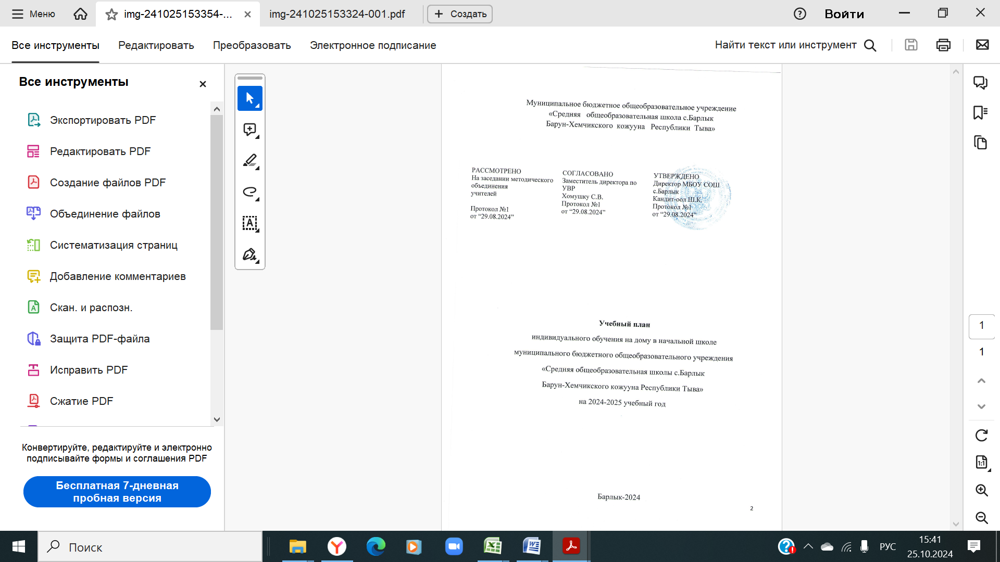 Меню
img-241025153354-...
img-241025153324-001.pdf
Создать
Войти
Все инструменты
Редактировать
Преобразовать
Электронное подписание
Найти текст или инструмент
Все инструменты
Экспортировать PDF
Редактировать PDF
Создание файлов PDF
Объединение файлов
Систематизация страниц
Добавление комментариев
Скан. и распозн.
Защита PDF-файла
Исправить PDF
Сжатие PDF
Конвертируйте, редактируйте и электронно
подписывайте формы и соглашения PDF
Бесплатная 7-дневная
пробная версия
Муниципальное бюджетное общеобразовательное учреждение
«Средняя общеобразовательная школа с.Барлык
Барун-Хемчикского кожууна Республики Тыва»
РАССМОТРЕНО
На заседании методического
объединения
учителей
Протокол №1
от “29.08.2024”
СОГЛАСОВАНО
Заместитель директора по
УВР
Хомушку С.В.
Протокол №1
от “29.08.2024”
УТВЕРЖДЕНО
Директор МБОУ СОШ
с.Барлык
Кандит-оол Ш.К.
Протокол №1
от “29.08.2024”
Учебный план
индивидуального обучения на дому в начальной школе
муниципального бюджетного общеобразовательного учреждения
«Средняя общеобразовательная школы с.Барлык
Барун-Хемчикского кожууна Республики Тыва»
на 2024-2025 учебный год
Барлык-2024
2
1
1
1:1
Поиск
РУС
15:41
25.10.2024